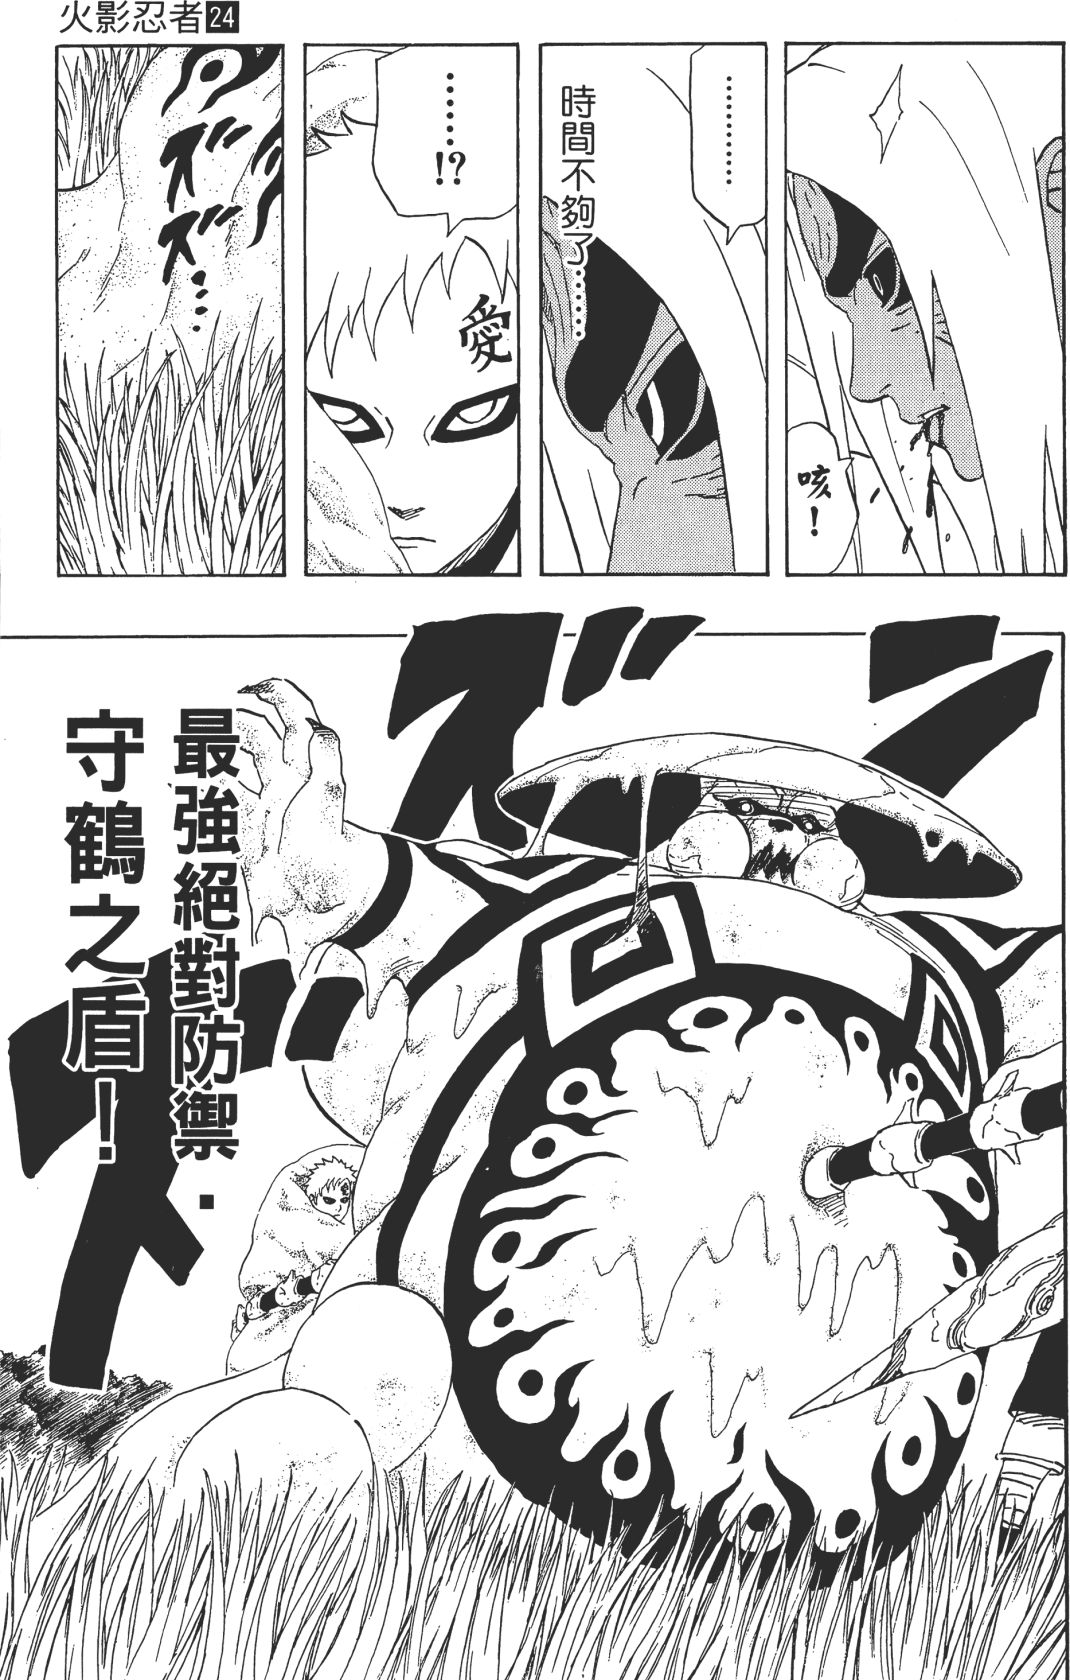 火影忍者24
咳！
………
時間不夠了………
……!?
愛
ズズ…
ズズン
最強絕對防禦・
守鶴之盾！